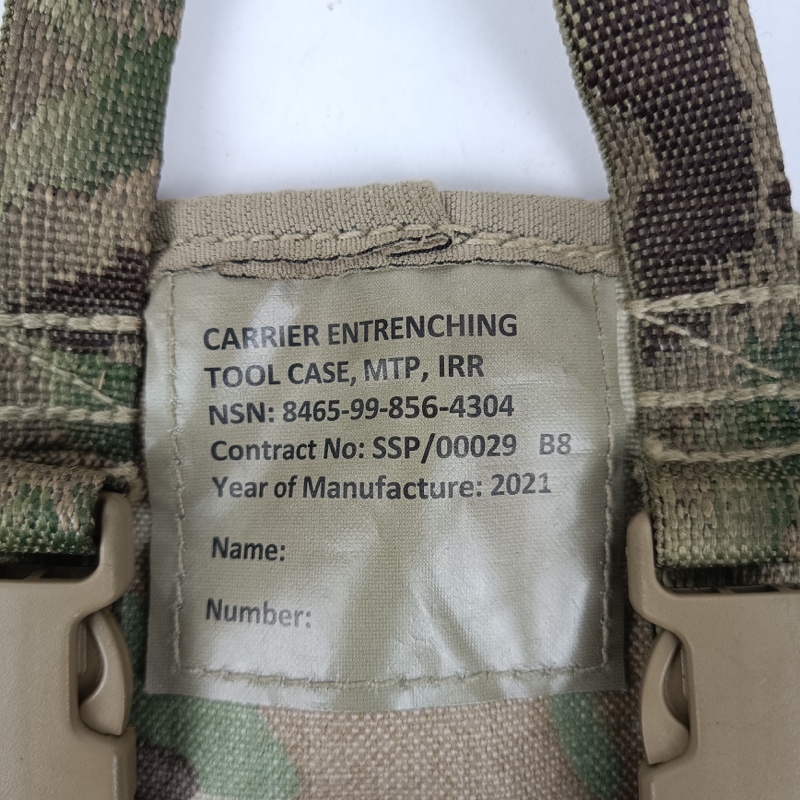 CARRIER ENTRENCHING
TOOL CASE, MTP, IRR
NSN: 8465-99-856-4304
Contract No: SSP/00029 B8
Year of Manufacture: 2021
Name:
Number: